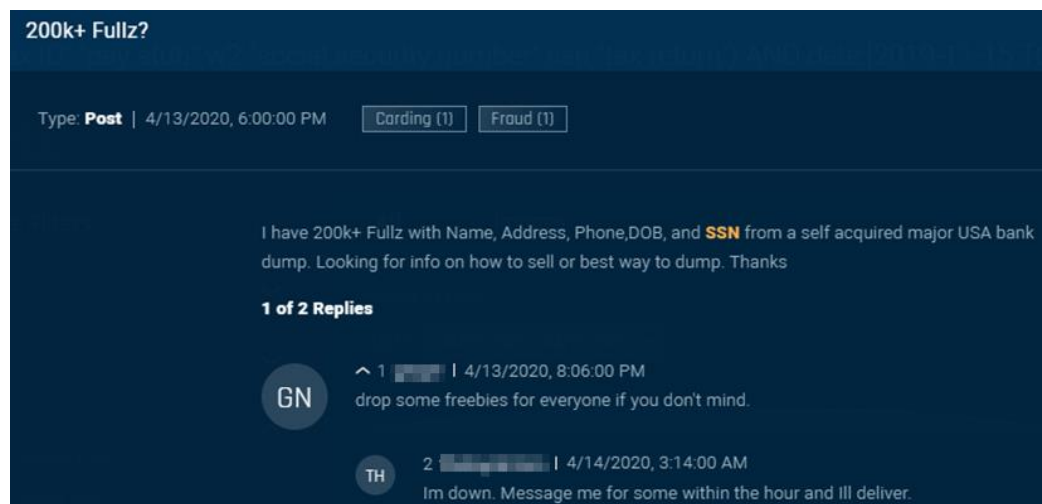 200k+ Fullz?
Type: Post | 4/13/2020, 6:00:00 PM Carding (1) Fraud (1)
I have 200k+ Fullz with Name, Address, Phone,DOB, and SSN from a self acquired major USA bank
dump. Looking for info on how to sell or best way to dump. Thanks
1 of 2 Replies
GN
1 | 4/13/2020, 8:06:00 PM
drop some freebies for everyone if you don't mind.
TH
2 | 4/14/2020, 3:14:00 AM
Im down. Message me for some within the hour and Ill deliver.